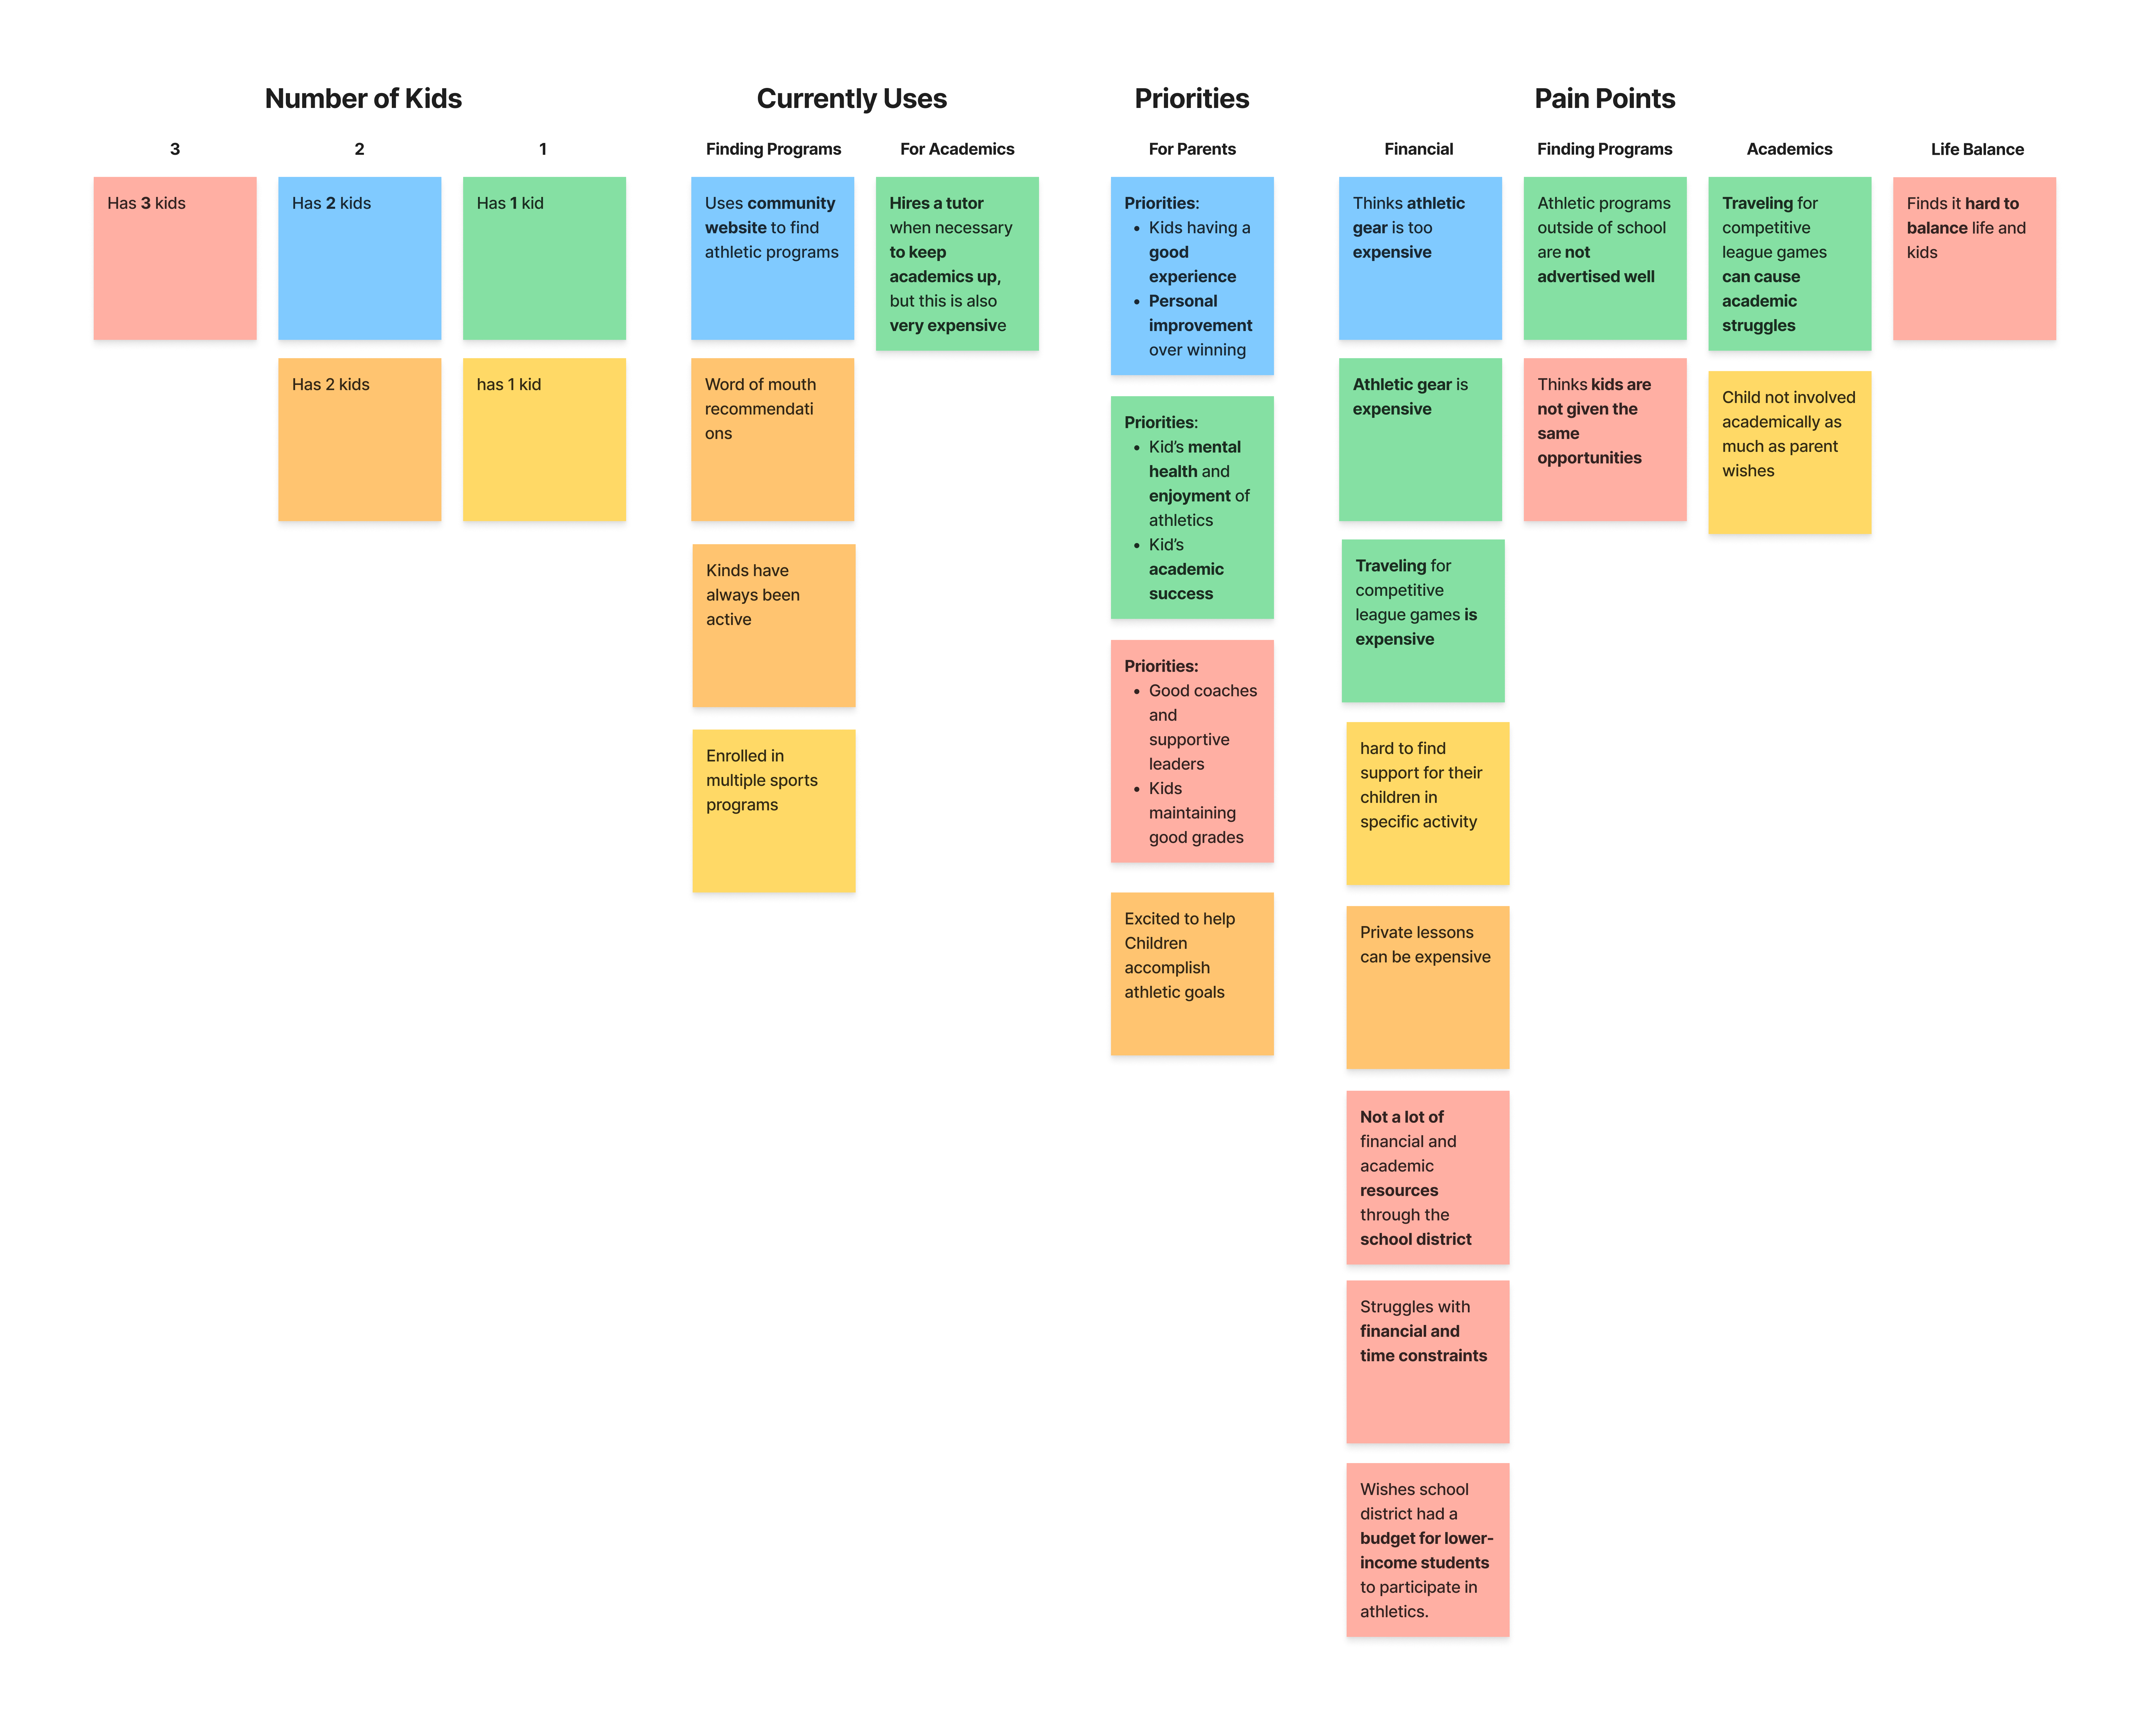 Number of Kids
3
2
1
Has 3 kids
Has 2 kids
Has 1 kid
Has 2 kids
has 1 kid
Currently Uses
Finding Programs
For Academics
Uses community
website to find
athletic programs
Word of mouth
recommendati
ons
Kinds have
always been
active
Enrolled in
multiple sports
programs
Hires a tutor
when necessary
to keep
academics up,
but this is also
very expensive
Priorities
For Parents
Priorities:
• Kids having a
good
experience
• Personal
improvement
over winning
Priorities:
• Kid’s mental
health and
enjoyment of
athletics
• Kid’s
academic
success
Priorities:
• Good coaches
and
supportive
leaders
• Kids
maintaining
good grades
Excited to help
Children
accomplish
athletic goals
Pain Points
Financial
Finding Programs
Academics
Life Balance
Thinks athletic
gear is too
expensive
Athletic gear is
expensive
Traveling for
competitive
league games is
expensive
hard to find
support for their
children in
specific activity
Private lessons
can be expensive
Not a lot of
financial and
academic
resources
through the
school district
Struggles with
financial and
time constraints
Wishes school
district had a
budget for lower-
income students
to participate in
athletics.
Athletic programs
outside of school
are not
advertised well
Thinks kids are
not given the
same
opportunities
Traveling for
competitive
league games
can cause
academic
struggles
Child not involved
academically as
much as parent
wishes
Finds it hard to
balance life and
kids